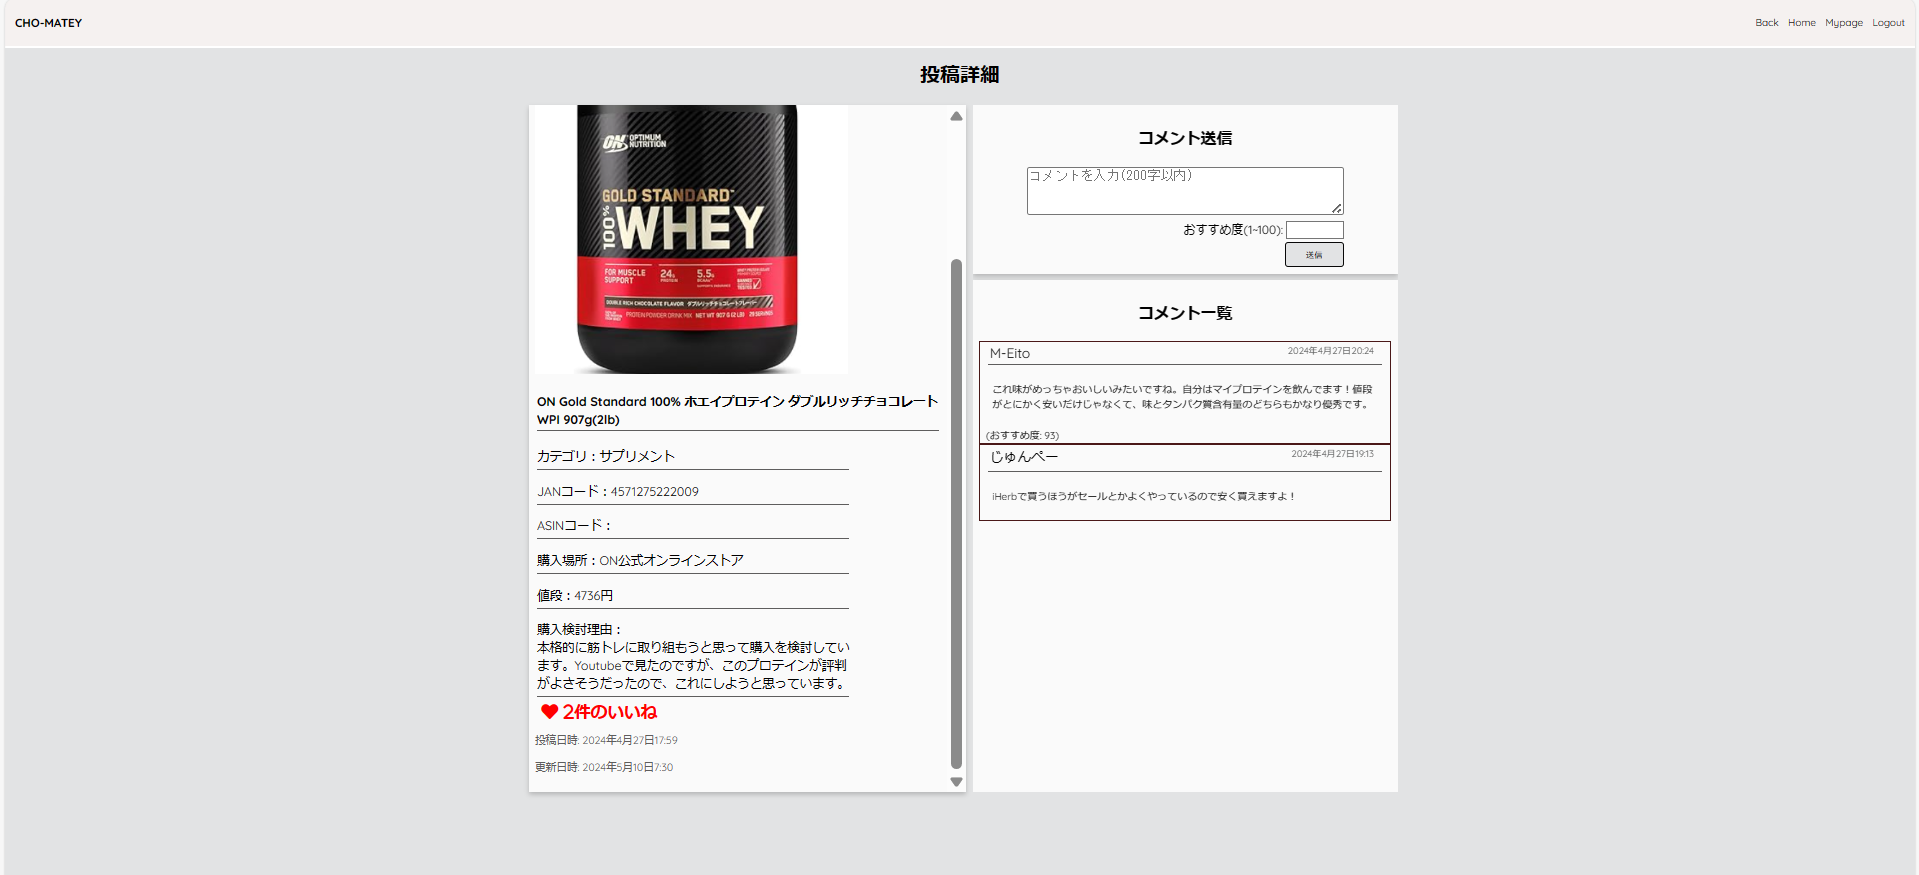 CHO-MATEY
Back Home Mypage Logout
投稿詳細
ON OPTIMUM
NUTRITION
GOLD STANDARD™
100% WHEY
FOR MUSCLE
SUPPORT
24g
PROTEIN
5.5g
BCAAs
DOUBLE RICH CHOCOLATE FLAVOR ダブルリッチチョコレートフレーバー
PROTEIN POWDER DRINK MIX NET WT 907 G (2 LB) 29 SERVINGS
ON Gold Standard 100% ホエイプロテイン ダブルリッチチョコレート
WPI 907g(2lb)
カテゴリ：サプリメント
JANコード：4571275222009
ASINコード：
購入場所：ON公式オンラインストア
値段：4736円
購入検討理由：
本格的に筋トレに取り組もうと思って購入を検討してい
ます。Youtubeで見たのですが、このプロテインが評判
がよさそうだったので、これにしようと思っています。
2件のいいね
投稿日時: 2024年4月27日17:59
更新日時: 2024年5月10日7:30
コメント送信
コメントを入力(200字以内)
おすすめ度(1~100):
送信
コメント一覧
M-Eito 2024年4月27日20:24
これ味がめっちゃおいしいみたいですね。自分はマイプロテインを飲んでます！値段
がとにかく安いだけじゃなくて、味とタンパク質含有量のどちらもかなり優秀です。
(おすすめ度: 93)
じゅんぺー 2024年4月27日19:13
iHerbで買うほうがセールとかよくやっているので安く買えますよ！